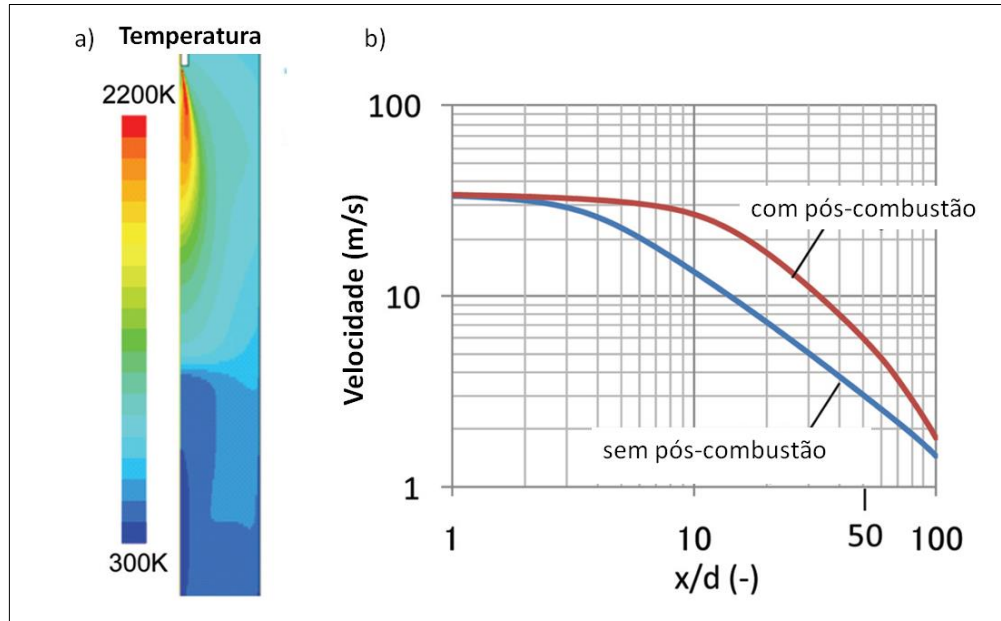 a) Temperatura
2200K
300K
b)
Velocidade (m/s)
100
10
1
com pós-combustão
sem pós-combustão
1
10
50
100
x/d (-)